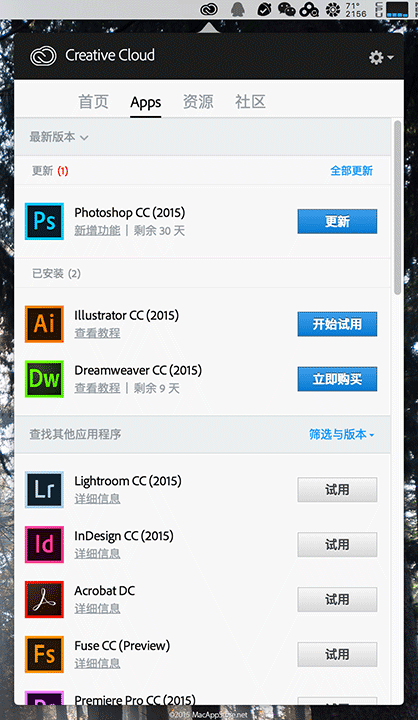 71°
2156
Creative Cloud
首页 Apps 资源 社区
最新版本
更新 (1) 全部更新
Ps Photoshop CC (2015) 更新
新增功能 | 剩余 30 天
已安装 (2)
Ai Illustrator CC (2015) 开始试用
查看教程
Dw Dreamweaver CC (2015) 立即购买
查看教程 | 剩余 9 天
查找其他应用程序 筛选与版本
Lr Lightroom CC (2015) 试用
详细信息
Id InDesign CC (2015) 试用
详细信息
Acrobat DC 试用
详细信息
Fs Fuse CC (Preview) 试用
详细信息
Premiere Pro CC (2015)
©2015 MacAppStore.net